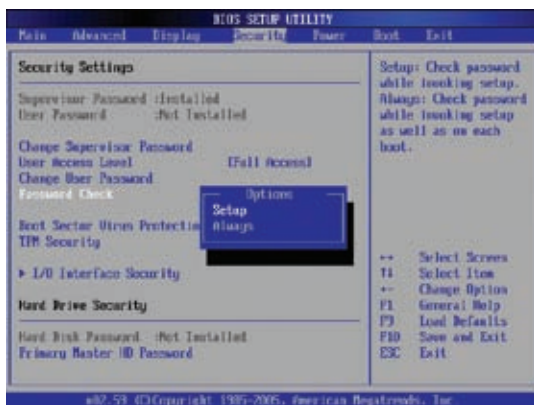 BIOS SETUP UTILITY
Main Advanced Display Security Power Boot Exit
Security Settings
Supervisor Password :Installed
User Password :Not Installed
Change Supervisor Password
User Access Level [Full Access]
Change User Password
Password Check
Boot Sector Virus Protectio
TPM Security
▶ I/O Interface Security
Hard Drive Security
Hard Disk Password :Not Installed
Primary Master HD Password
Options
Setup
Always
Setup: Check password
while invoking setup.
Always: Check password
while invoking setup
as well as on each
boot.
↔ Select Screen
↑↓ Select Item
+- Change Option
F1 General Help
F9 Load Defaults
F10 Save and Exit
ESC Exit
v02.59 (C)Copyright 1985-2005, American Megatrends, Inc.